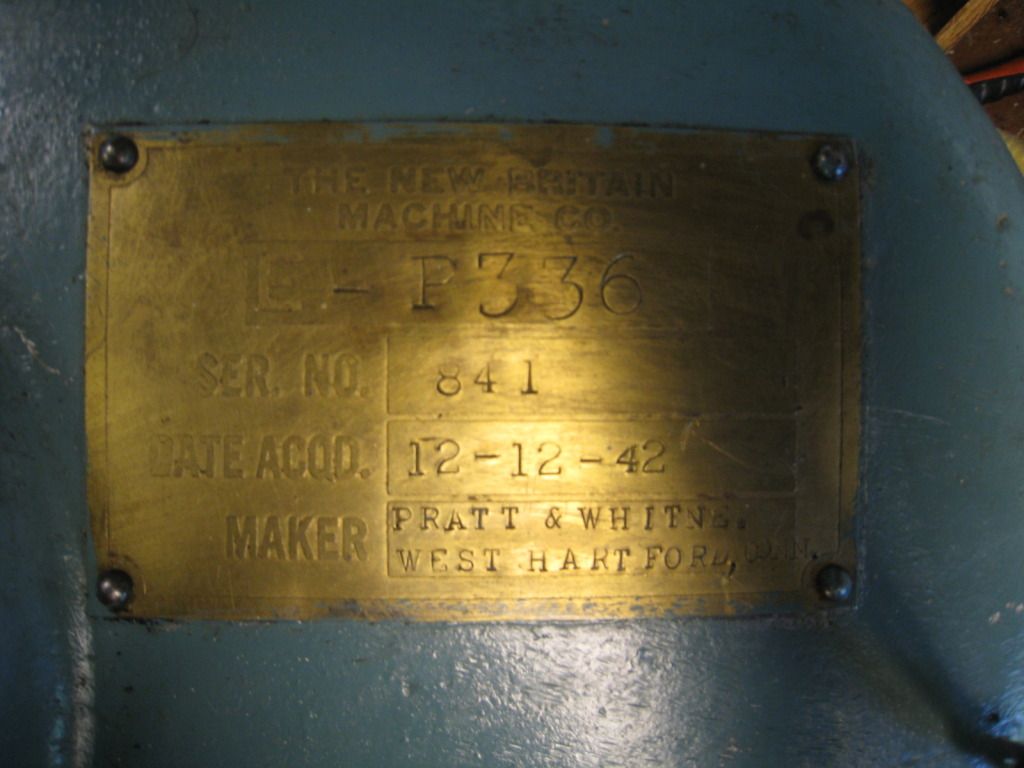 THE NEW BRITAIN
MACHINE CO.
E - P336
SER. NO. 841
DATE ACQD. 12-12-42
MAKER PRATT & WHITNEY
WEST HARTFORD, CONN.